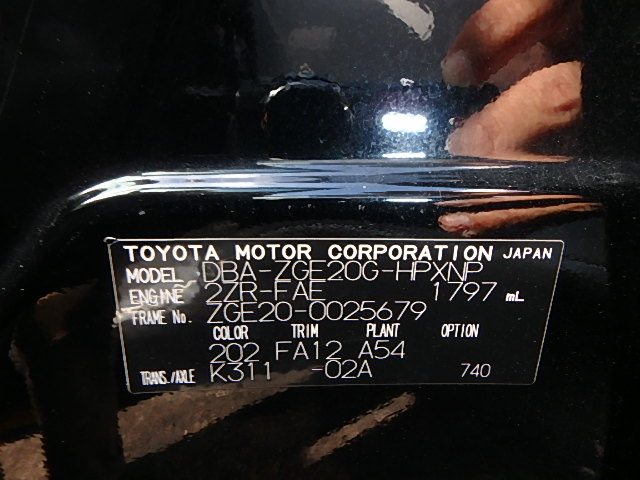 TOYOTA MOTOR CORPORATION JAPAN
MODEL DBA-ZGE20G-HPXNP
ENGINE 2ZR-FAE 1797 mL
FRAME No. ZGE20-0025679
COLOR TRIM PLANT OPTION
202 FA12 A54
TRANS./AXLE K311 -02A 740